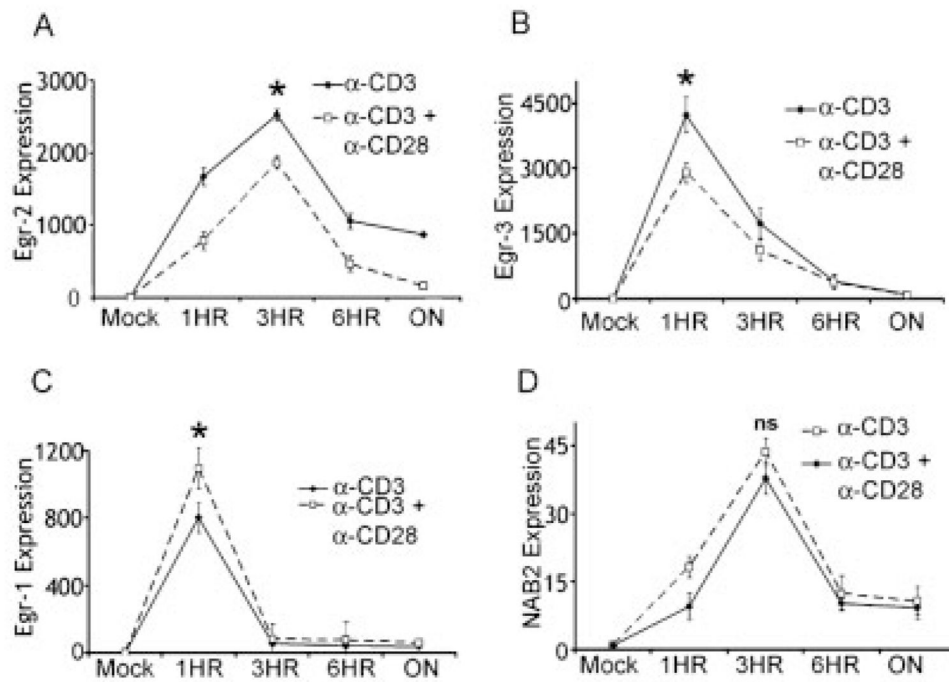 A
Egr-2 Expression
3000
2000
1000
0
Mock 1HR 3HR 6HR ON
*
α-CD3
α-CD3 +
α-CD28
B
Egr-3 Expression
4500
3000
1500
0
Mock 1HR 3HR 6HR ON
*
α-CD3
α-CD3 +
α-CD28
C
Egr-1 Expression
1200
800
400
0
Mock 1HR 3HR 6HR ON
*
α-CD3
α-CD3 +
α-CD28
D
NAB2 Expression
45
30
15
0
Mock 1HR 3HR 6HR ON
ns
α-CD3
α-CD3 +
α-CD28